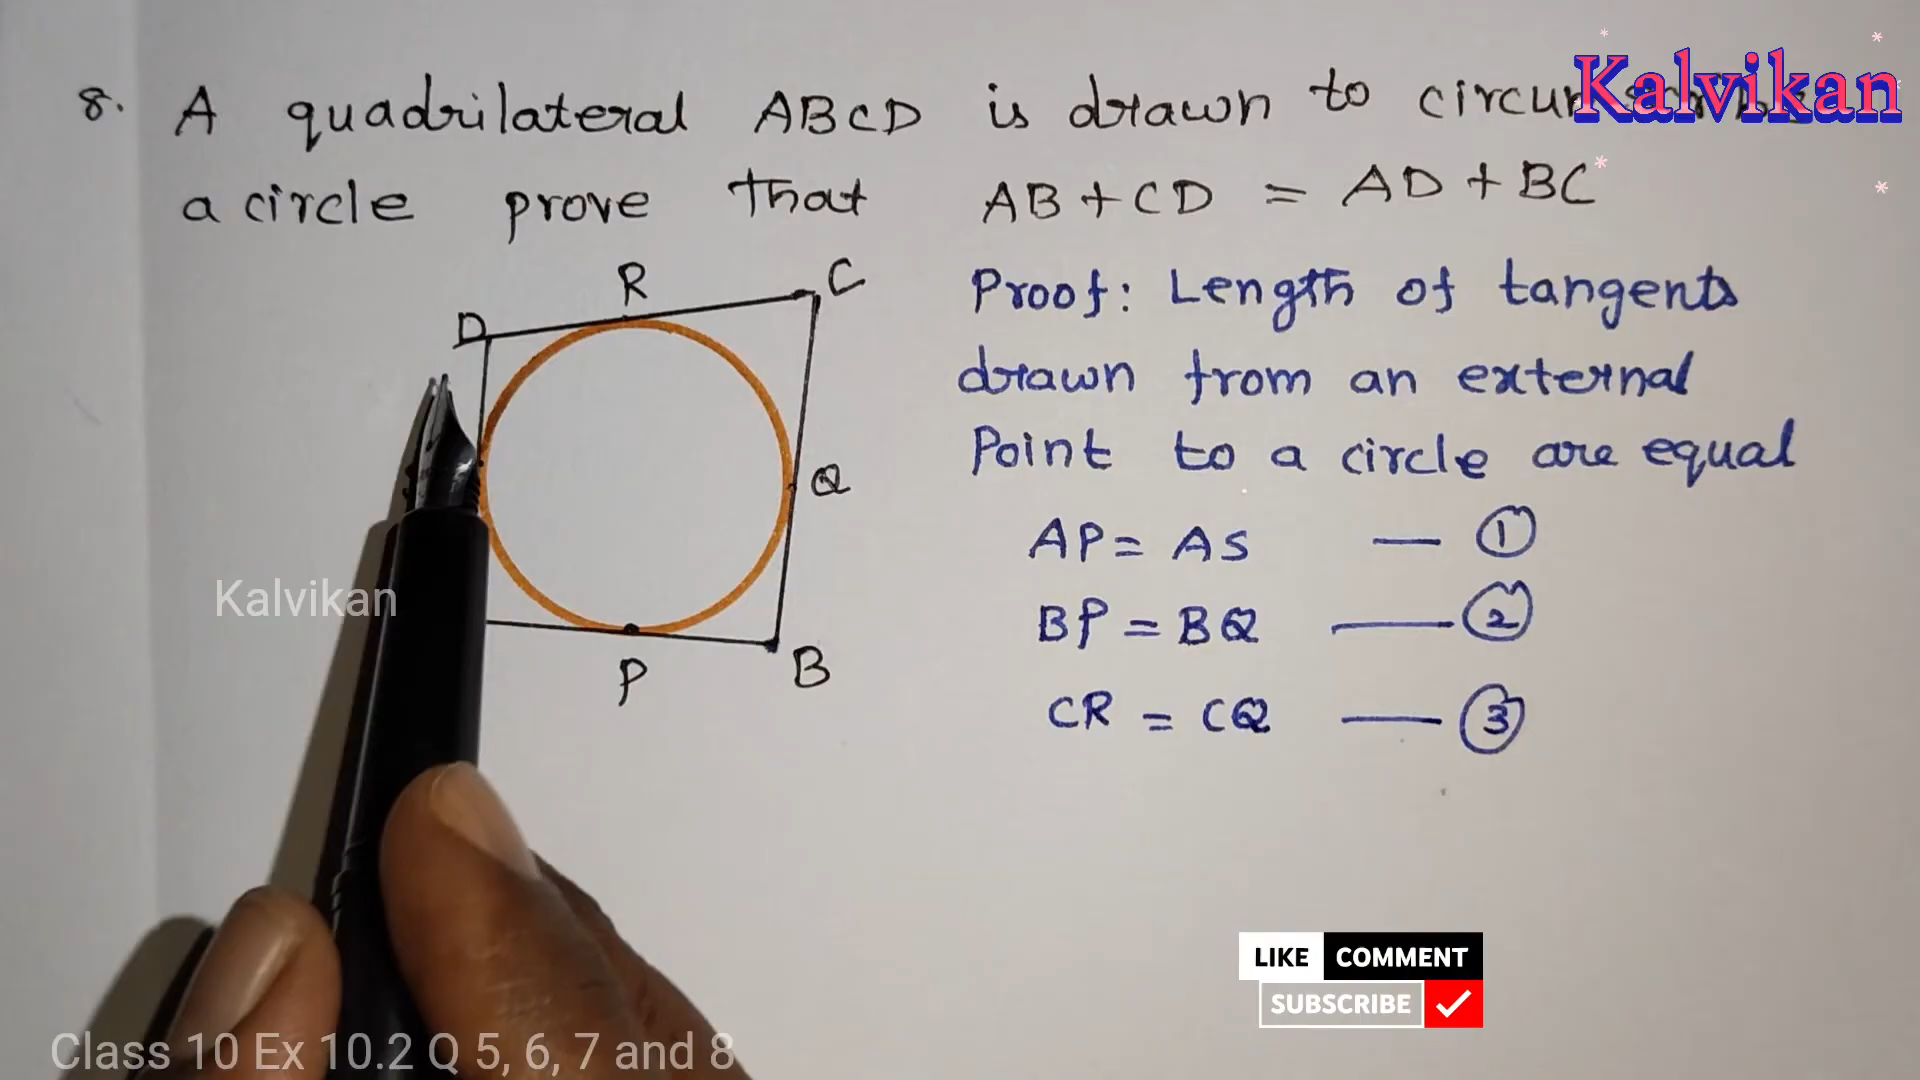 8. A quadrilateral ABCD is drawn to
Kalvikan
a circle prove that AB + CD = AD + BC
R
C
D
Proof: Length of tangents
drawn from an external
Point to a circle are equal
Q
AP = AS — 1
Kalvikan
BP = BQ — 2
P
B
CR = CQ — 3
LIKE COMMENT
SUBSCRIBE
Class 10 Ex 10.2 Q 5, 6, 7 and 8